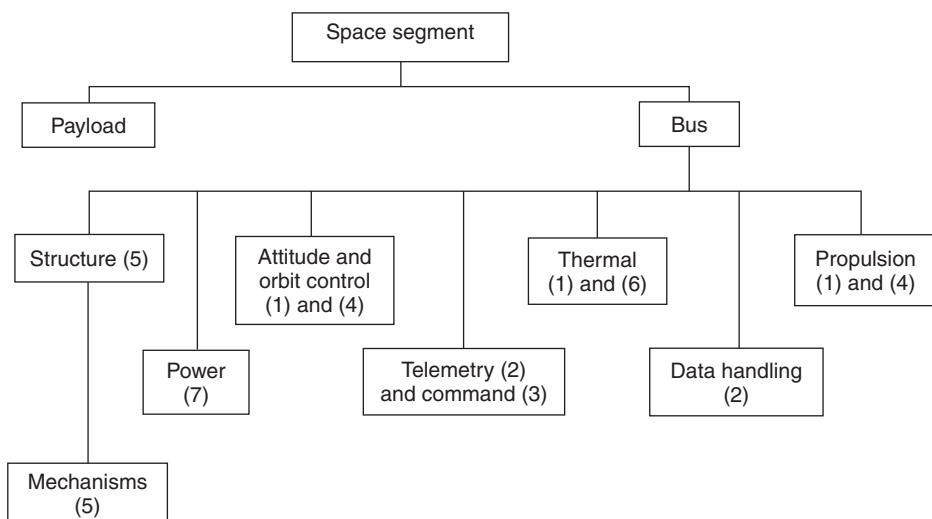 Space segment
Payload
Bus
Structure (5)
Attitude and
orbit control
(1) and (4)
Thermal
(1) and (6)
Propulsion
(1) and (4)
Power
(7)
Telemetry (2)
and command (3)
Data handling
(2)
Mechanisms
(5)